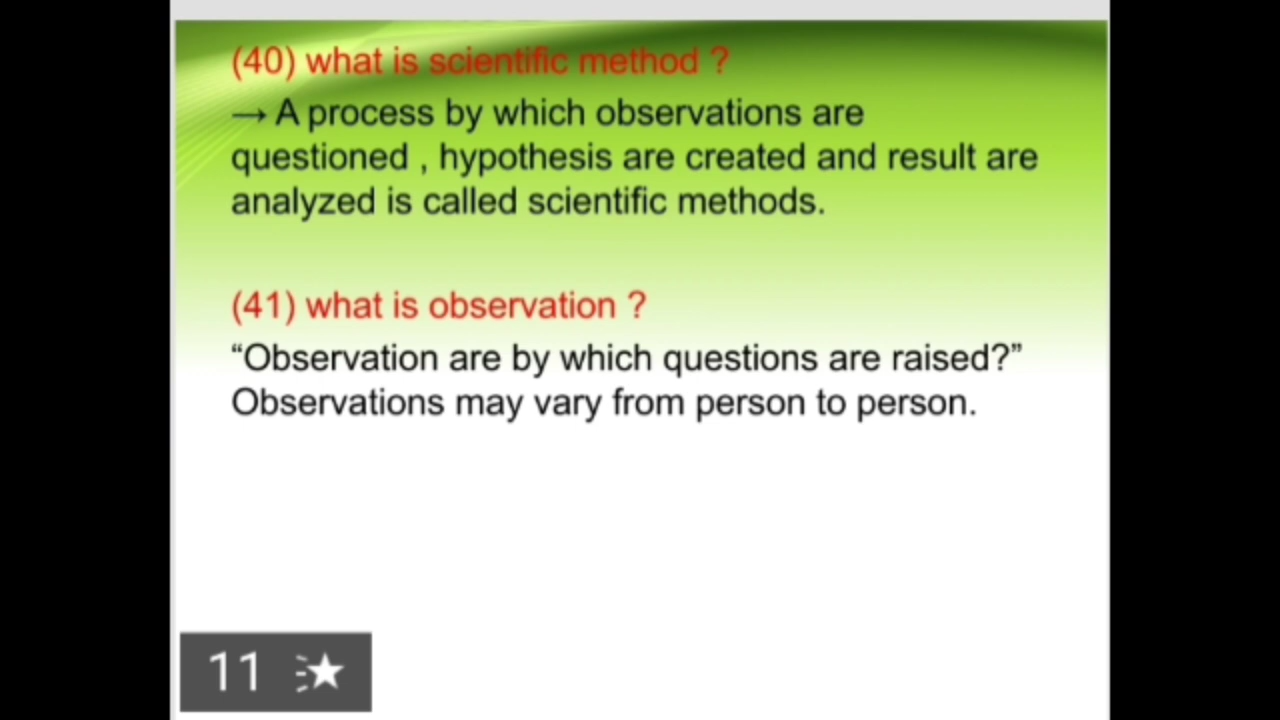 (40) what is scientific method ?
→ A process by which observations are
questioned , hypothesis are created and result are
analyzed is called scientific methods.
(41) what is observation ?
“Observation are by which questions are raised?”
Observations may vary from person to person.
11